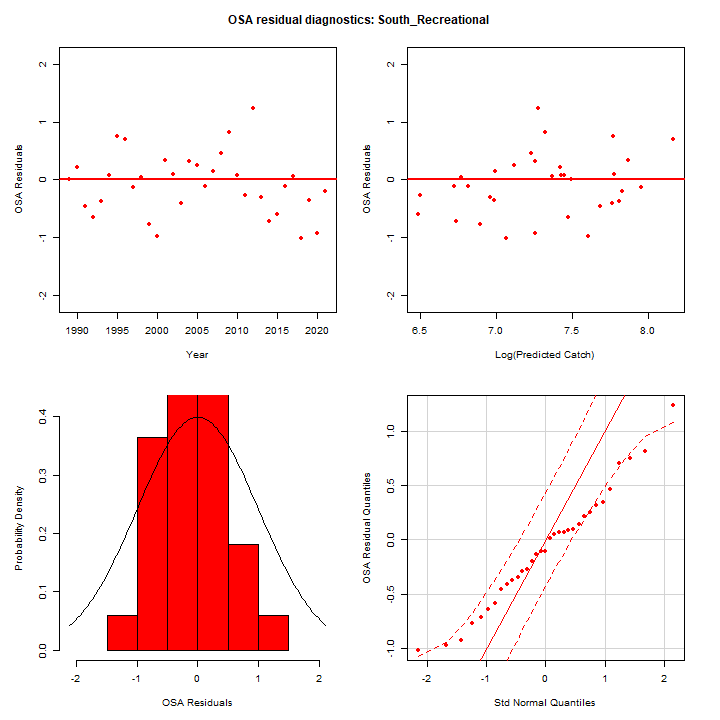 OSA residual diagnostics: South_Recreational
OSA Residuals
2
1
0
-1
-2
1990 1995 2000 2005 2010 2015 2020
Year
OSA Residuals
2
1
0
-1
-2
6.5 7.0 7.5 8.0
Log(Predicted Catch)
Probability Density
0.4
0.3
0.2
0.1
0.0
-2 -1 0 1 2
OSA Residuals
OSA Residual Quantiles
1.0
0.5
0.0
-0.5
-1.0
-2 -1 0 1 2
Std Normal Quantiles